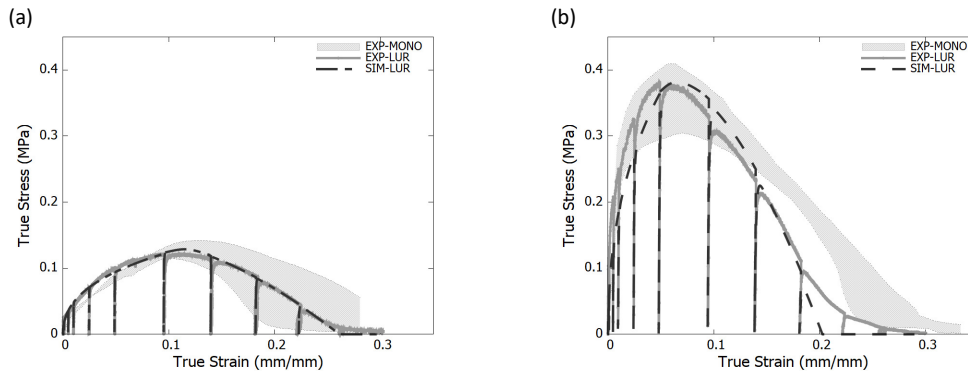 (a)
EXP-MONO
EXP-LUR
SIM-LUR
0.4
0.3
0.2
0.1
0
True Stress (MPa)
0
0.1
0.2
0.3
True Strain (mm/mm)
(b)
EXP-MONO
EXP-LUR
SIM-LUR
0.4
0.3
0.2
0.1
0
True Stress (MPa)
0
0.1
0.2
0.3
True Strain (mm/mm)